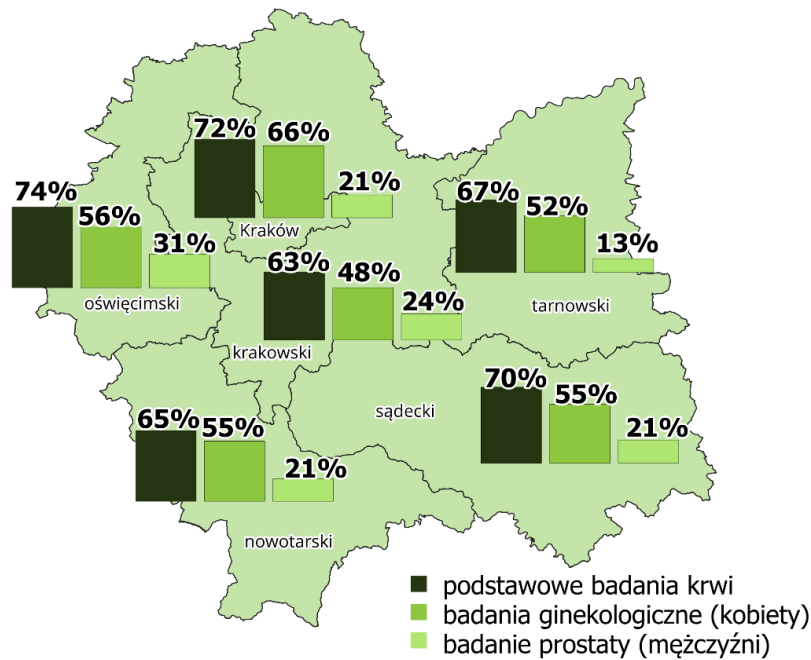 72%
66%
21%
Kraków
74%
56%
31%
oświęcimski
67%
52%
13%
tarnowski
63%
48%
24%
krakowski
70%
55%
21%
sądecki
65%
55%
21%
nowotarski
podstawowe badania krwi
badania ginekologiczne (kobiety)
badanie prostaty (mężczyźni)